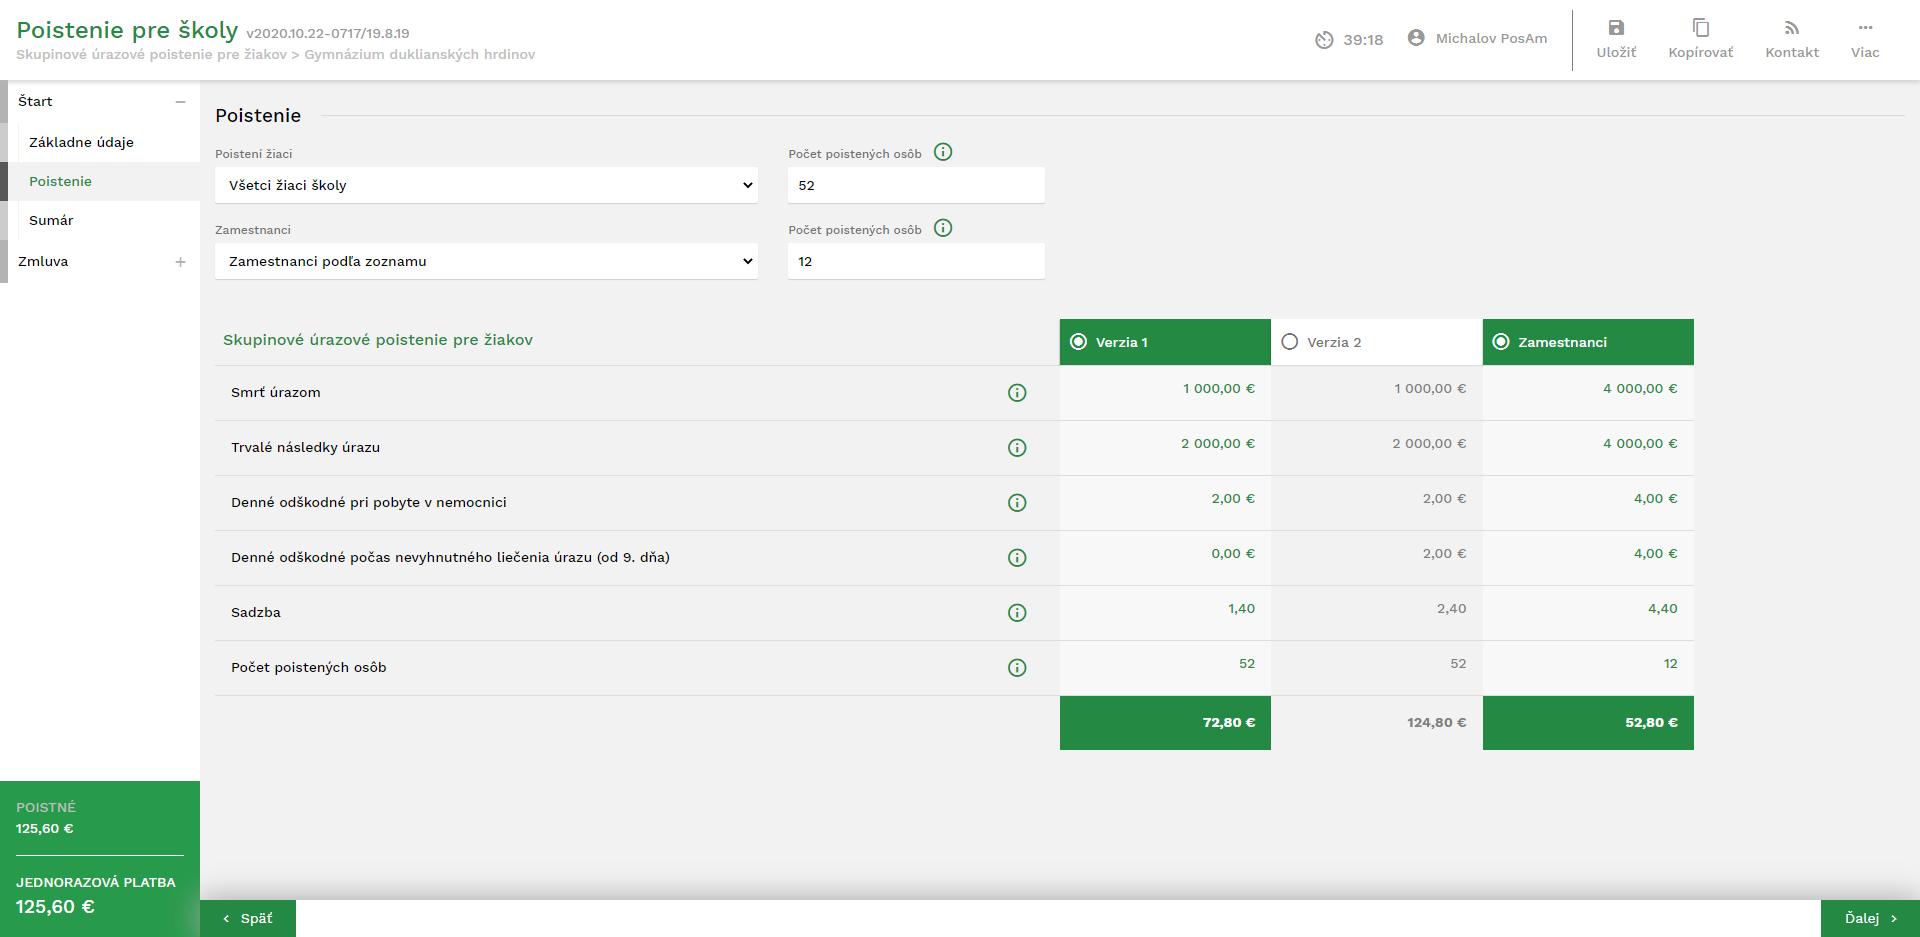 Poistenie pre školy v2020.10.22-0717/19.8.19
Skupinové úrazové poistenie pre žiakov > Gymnázium duklianských hrdinov
39:18
Michalov PosAm
Uložiť
Kopírovať
Kontakt
Viac
Štart
Základne údaje
Poistenie
Sumár
Zmluva
Poistenie
Poistení žiaci
Počet poistených osôb
Všetci žiaci školy
52
Zamestnanci
Počet poistených osôb
Zamestnanci podľa zoznamu
12
Skupinové úrazové poistenie pre žiakov Verzia 1 Verzia 2 Zamestnanci
Smrť úrazom 1 000,00 € 1 000,00 € 4 000,00 €
Trvalé následky úrazu 2 000,00 € 2 000,00 € 4 000,00 €
Denné odškodné pri pobyte v nemocnici 2,00 € 2,00 € 4,00 €
Denné odškodné počas nevyhnutného liečenia úrazu (od 9. dňa) 0,00 € 2,00 € 4,00 €
Sadzba 1,40 2,40 4,40
Počet poistených osôb 52 52 12
72,80 € 124,80 € 52,80 €
POISTNÉ
125,60 €
JEDNORAZOVÁ PLATBA
125,60 €
Späť
Ďalej